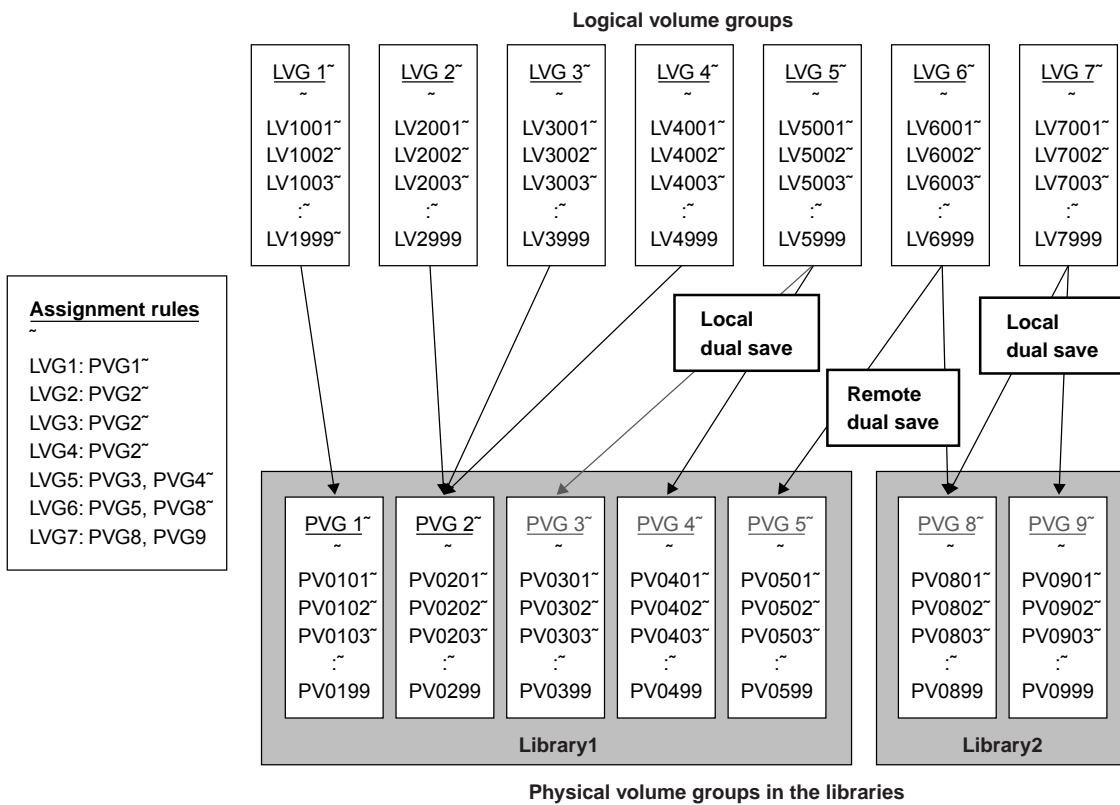 Logical volume groups
LVG 1˜
˜
LV1001˜
LV1002˜
LV1003˜
:˜
LV1999˜
LVG 2˜
˜
LV2001˜
LV2002˜
LV2003˜
:˜
LV2999
LVG 3˜
˜
LV3001˜
LV3002˜
LV3003˜
:˜
LV3999
LVG 4˜
˜
LV4001˜
LV4002˜
LV4003˜
:˜
LV4999
LVG 5˜
˜
LV5001˜
LV5002˜
LV5003˜
:˜
LV5999
LVG 6˜
˜
LV6001˜
LV6002˜
LV6003˜
:˜
LV6999
LVG 7˜
˜
LV7001˜
LV7002˜
LV7003˜
:˜
LV7999
Assignment rules
˜
LVG1: PVG1˜
LVG2: PVG2˜
LVG3: PVG2˜
LVG4: PVG2˜
LVG5: PVG3, PVG4˜
LVG6: PVG5, PVG8˜
LVG7: PVG8, PVG9
Local
dual save
Remote
dual save
Local
dual save
PVG 1˜
˜
PV0101˜
PV0102˜
PV0103˜
:˜
PV0199
PVG 2˜
˜
PV0201˜
PV0202˜
PV0203˜
:˜
PV0299
PVG 3˜
˜
PV0301˜
PV0302˜
PV0303˜
:˜
PV0399
PVG 4˜
˜
PV0401˜
PV0402˜
PV0403˜
:˜
PV0499
PVG 5˜
˜
PV0501˜
PV0502˜
PV0503˜
:˜
PV0599
PVG 8˜
˜
PV0801˜
PV0802˜
PV0803˜
:˜
PV0899
PVG 9˜
˜
PV0901˜
PV0902˜
PV0903˜
:˜
PV0999
Library1
Library2
Physical volume groups in the libraries